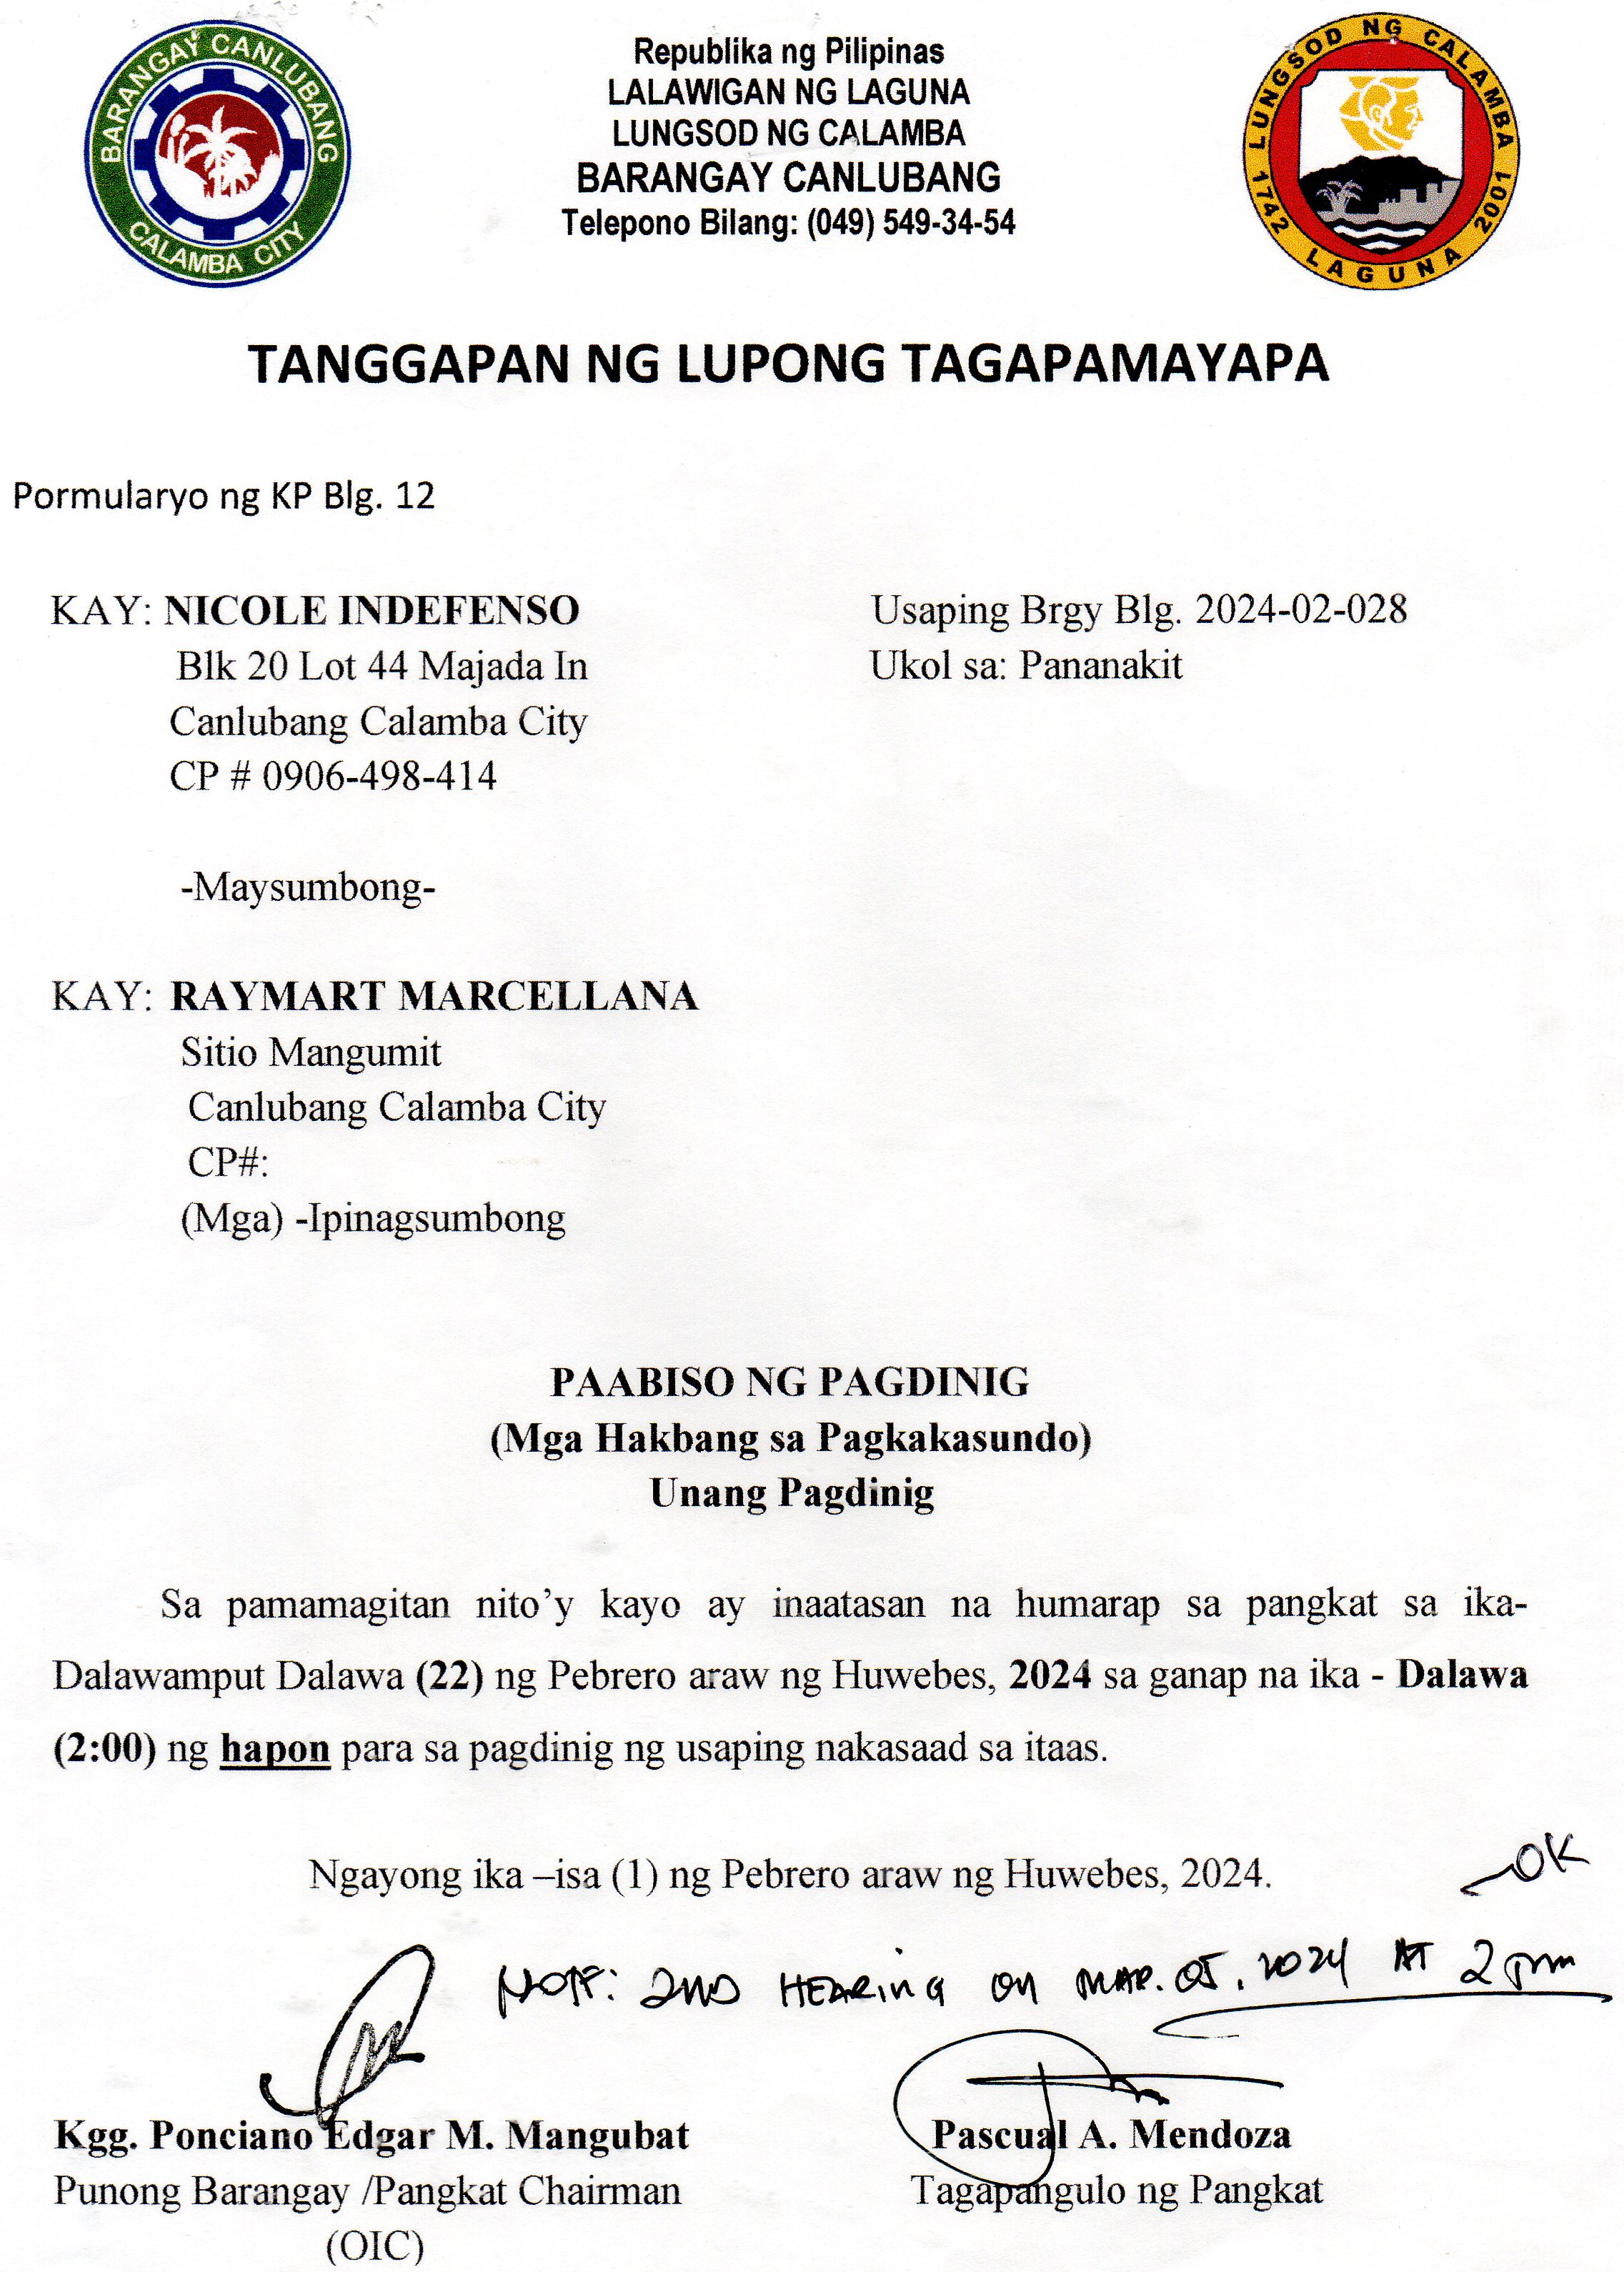 BARANGAY CANLUBANG
CALAMBA CITY
Republika ng Pilipinas
LALAWIGAN NG LAGUNA
LUNGSOD NG CALAMBA
BARANGAY CANLUBANG
Telepono Bilang: (049) 549-34-54
LUNGSOD NG CALAMBA
1742 LAGUNA 2001
TANGGAPAN NG LUPONG TAGAPAMAYAPA
Pormularyo ng KP Blg. 12
KAY: NICOLE INDEFENSO
Blk 20 Lot 44 Majada In
Canlubang Calamba City
CP # 0906-498-414
-Maysumbong-
Usaping Brgy Blg. 2024-02-028
Ukol sa: Pananakit
KAY: RAYMART MARCELLANA
Sitio Mangumit
Canlubang Calamba City
CP#:
(Mga) -Ipinagsumbong
PAABISO NG PAGDINIG
(Mga Hakbang sa Pagkakasundo)
Unang Pagdinig
Sa pamamagitan nito’y kayo ay inaatasan na humarap sa pangkat sa ika-
Dalawamput Dalawa (22) ng Pebrero araw ng Huwebes, 2024 sa ganap na ika - Dalawa
(2:00) ng hapon para sa pagdinig ng usaping nakasaad sa itaas.
Ngayong ika –isa (1) ng Pebrero araw ng Huwebes, 2024.
OK
NOTE: 2ND HEARING ON MAR. 05, 2024 AT 2 pm
Kgg. Ponciano Edgar M. Mangubat
Punong Barangay /Pangkat Chairman
(OIC)
Pascual A. Mendoza
Tagapangulo ng Pangkat